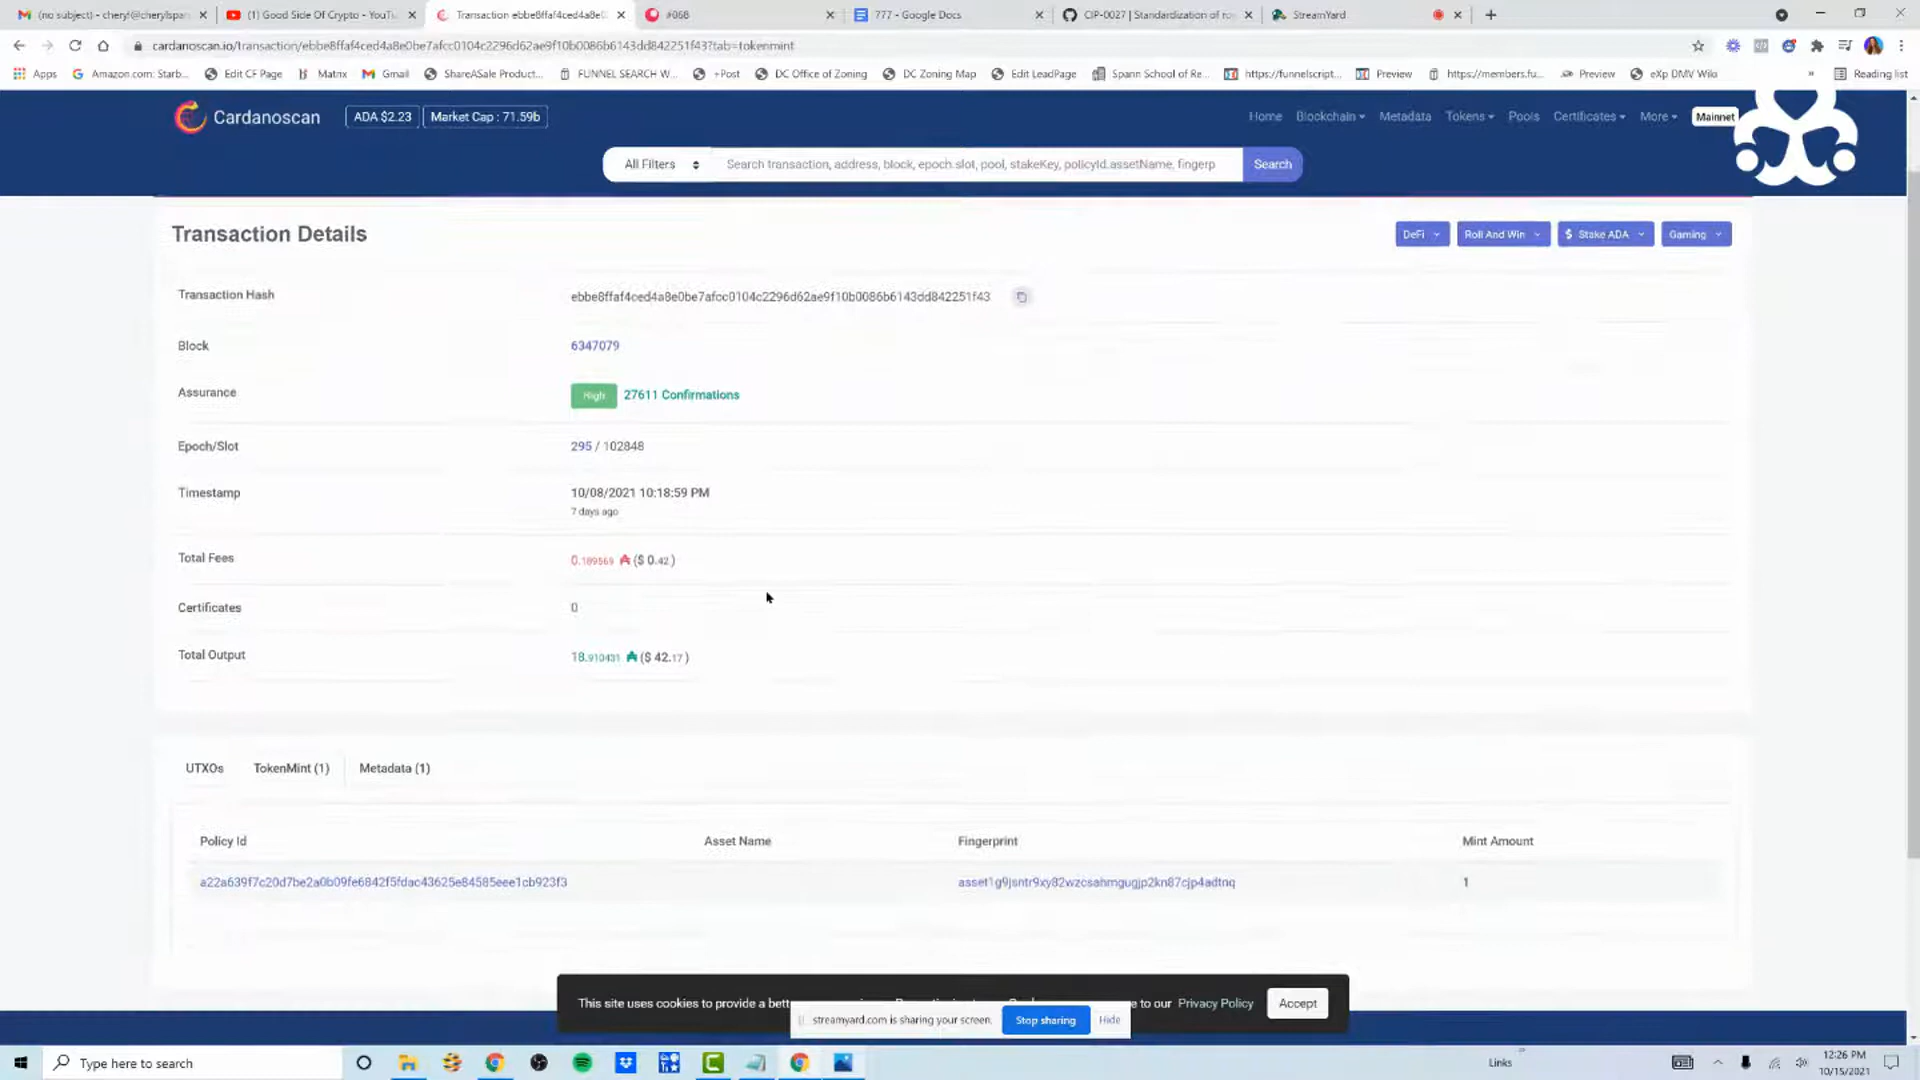 (no subject) - cheryl@cherylspan
(1) Good Side Of Crypto - YouTu
Transaction ebbe8ffaf4ced4a8e0
#068
777 - Google Docs
CIP-0027 | Standardization of ro
StreamYard
cardanoscan.io/transaction/ebbe8ffaf4ced4a8e0be7afcc0104c2296d62ae9f10b0086b6143dd842251f43?tab=tokenmint
Apps
Amazon.com: Starb...
Edit CF Page
Matrix
Gmail
ShareASale Product...
FUNNEL SEARCH W...
+Post
DC Office of Zoning
DC Zoning Map
Edit LeadPage
Spann School of Re...
https://funnelscript...
Preview
https://members.fu...
Preview
eXp DMV Wiki
»
Reading list
Cardanoscan
ADA $2.23
Market Cap : 71.59b
Home
Blockchain
Metadata
Tokens
Pools
Certificates
More
Mainnet
All Filters
Search transaction, address, block, epoch slot, pool, stakeKey, policyId.assetName, fingerp
Search
Transaction Details
DeFi
Roll And Win
$ Stake ADA
Gaming
Transaction Hash
ebbe8ffaf4ced4a8e0be7afcc0104c2296d62ae9f10b0086b6143dd842251f43
Block
6347079
Assurance
High
27611 Confirmations
Epoch/Slot
295 / 102848
Timestamp
10/08/2021 10:18:59 PM
7 days ago
Total Fees
0.189569 ₳ ($ 0.42 )
Certificates
0
Total Output
18.910431 ₳ ($ 42.17 )
UTXOs
TokenMint (1)
Metadata (1)
Policy Id
Asset Name
Fingerprint
Mint Amount
a22a639f7c20d7be2a0b09fe6842f5fdac43625e84585eee1cb923f3
asset1g9jsntr9xy82wzcsahmgugjp2kn87cjp4adtnq
1
This site uses cookies to provide a bett
e to our Privacy Policy
Accept
streamyard.com is sharing your screen.
Stop sharing
Hide
Type here to search
Links
12:26 PM
10/15/2021